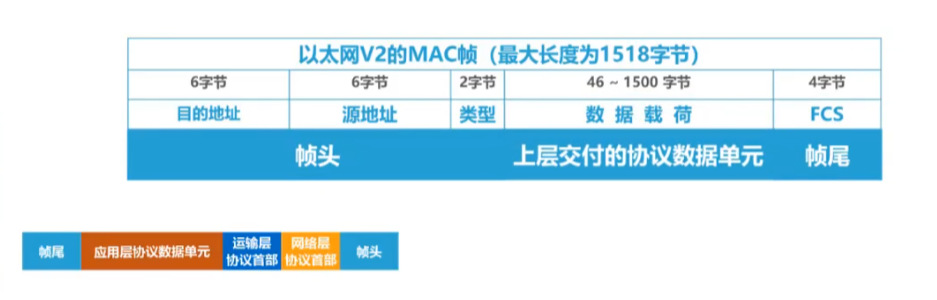 以太网V2的MAC帧（最大长度为1518字节）
6字节 6字节 2字节 46 ~ 1500 字节 4字节
目的地址 源地址 类型 数 据 载 荷 FCS
帧头 上层交付的协议数据单元 帧尾
帧尾 应用层协议数据单元 运输层 协议首部 网络层 协议首部 帧头